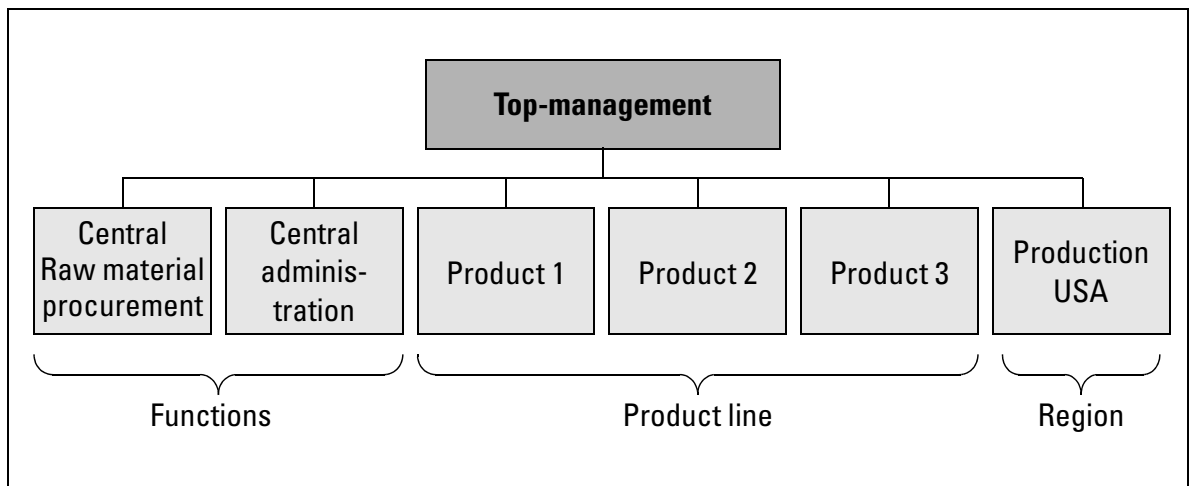 Top-management
Central
Raw material
procurement
Central
adminis-
tration
Product 1
Product 2
Product 3
Production
USA
Functions
Product line
Region